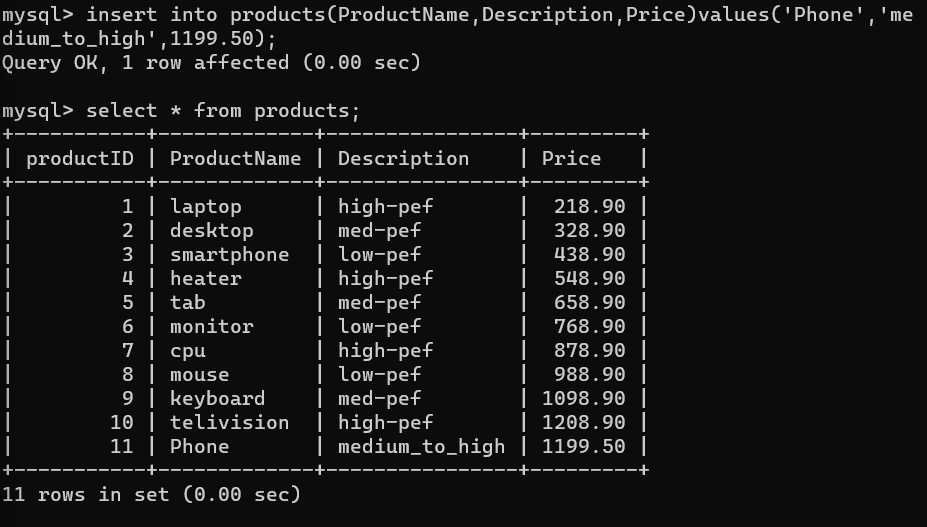 mysql> insert into products(ProductName,Description,Price)values('Phone','me
dium_to_high',1199.50);
Query OK, 1 row affected (0.00 sec)

mysql> select * from products;
+-----------+-------------+----------------+---------+
| productID | ProductName | Description    | Price   |
+-----------+-------------+----------------+---------+
|         1 | laptop      | high-pef       |  218.90 |
|         2 | desktop     | med-pef        |  328.90 |
|         3 | smartphone  | low-pef        |  438.90 |
|         4 | heater      | high-pef       |  548.90 |
|         5 | tab         | med-pef        |  658.90 |
|         6 | monitor     | low-pef        |  768.90 |
|         7 | cpu         | high-pef       |  878.90 |
|         8 | mouse       | low-pef        |  988.90 |
|         9 | keyboard    | med-pef        | 1098.90 |
|        10 | telivision  | high-pef       | 1208.90 |
|        11 | Phone       | medium_to_high | 1199.50 |
+-----------+-------------+----------------+---------+
11 rows in set (0.00 sec)